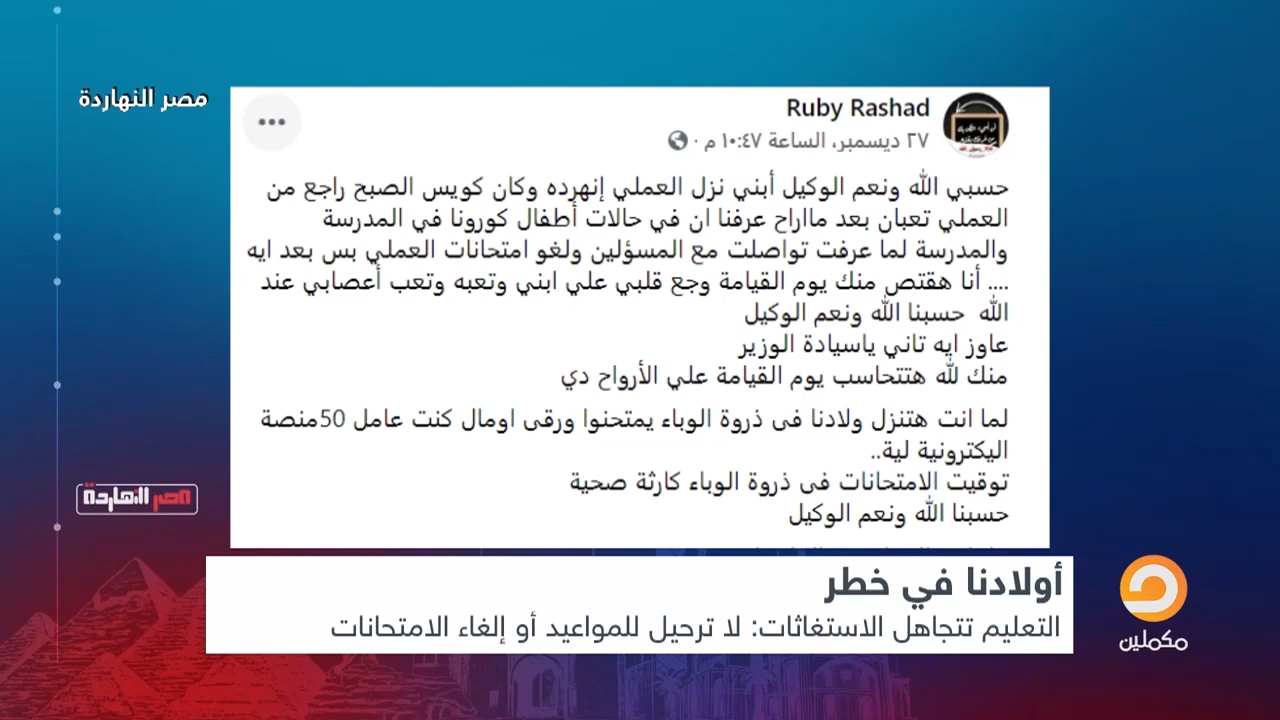 مصر النهاردة
Ruby Rashad
٢٧ ديسمبر، الساعة ١٠:٤٧ م ·
حسبي الله ونعم الوكيل أبني نزل العملي إنهرده وكان كويس الصبح راجع من
العملي تعبان بعد مااراح عرفنا ان في حالات أطفال كورونا في المدرسة
والمدرسة لما عرفت تواصلت مع المسؤلين ولغو امتحانات العملي بس بعد ايه
.... أنا هقتص منك يوم القيامة وجع قلبي علي ابني وتعبه وتعب أعصابي عند
الله حسبنا الله ونعم الوكيل
عاوز ايه تاني ياسيادة الوزير
منك لله هتتحاسب يوم القيامة علي الأرواح دي
لما انت هتنزل ولادنا فى ذروة الوباء يمتحنوا ورقى اومال كنت عامل 50منصة
اليكترونية لية..
توقيت الامتحانات فى ذروة الوباء كارثة صحية
حسبنا الله ونعم الوكيل
مصر النهاردة
أولادنا في خطر
التعليم تتجاهل الاستغاثات: لا ترحيل للمواعيد أو إلغاء الامتحانات
مكملين